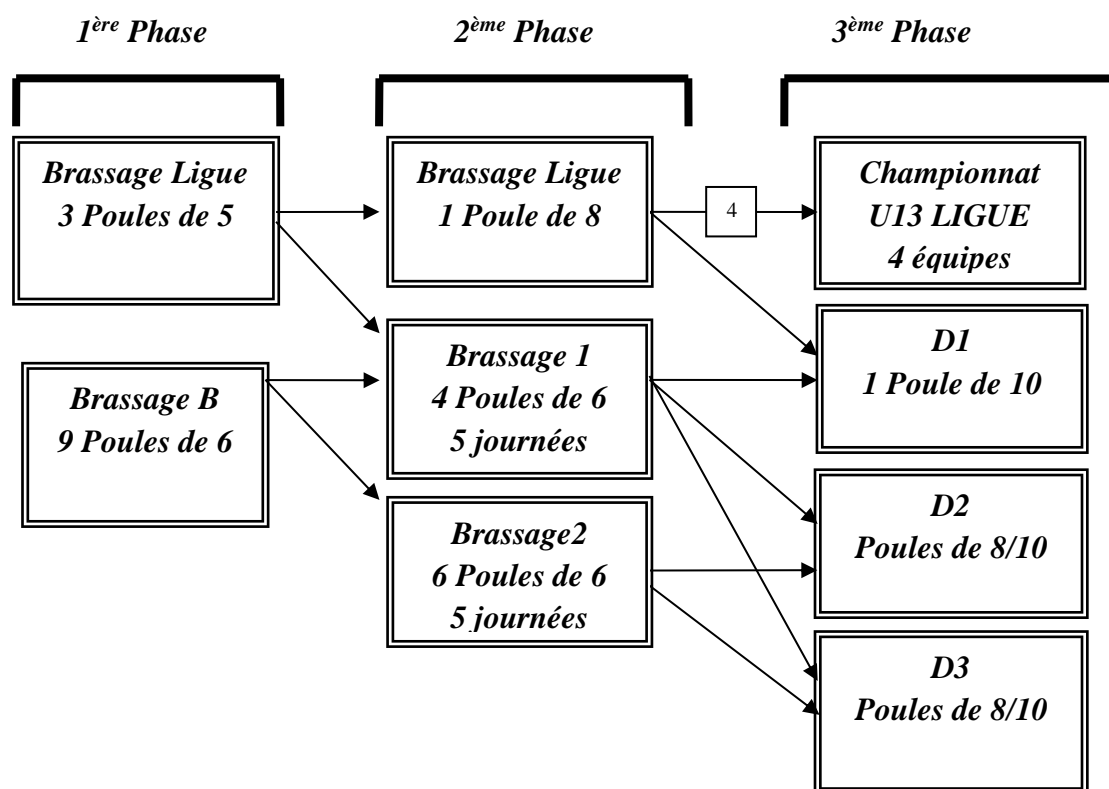 1ère Phase
2ème Phase
3ème Phase
Brassage Ligue
3 Poules de 5
Brassage B
9 Poules de 6
Brassage Ligue
1 Poule de 8
Brassage 1
4 Poules de 6
5 journées
Brassage2
6 Poules de 6
5 journées
4
Championnat
U13 LIGUE
4 équipes
D1
1 Poule de 10
D2
Poules de 8/10
D3
Poules de 8/10